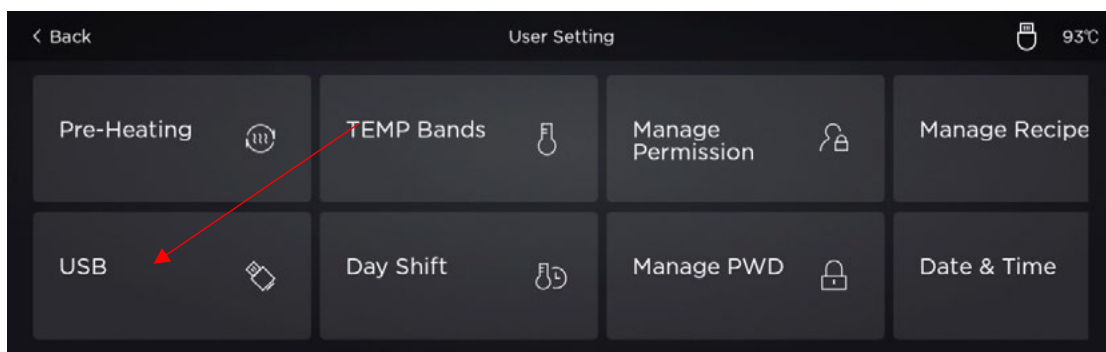 < Back
User Setting
93℃
Pre-Heating
TEMP Bands
Manage
Permission
Manage Recipe
USB
Day Shift
Manage PWD
Date & Time